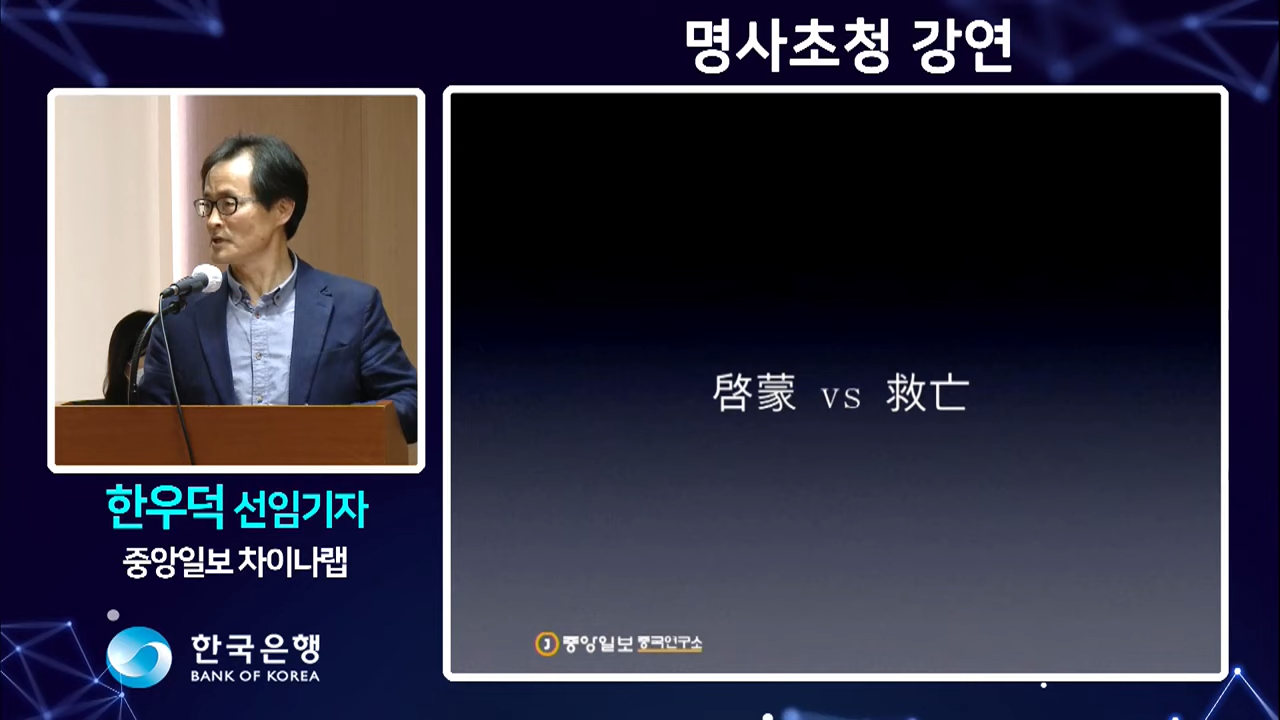 명사초청 강연
啓蒙 vs 救亡
한우덕 선임기자
중앙일보 차이나랩
한국은행
BANK OF KOREA
J 중앙일보 중국연구소